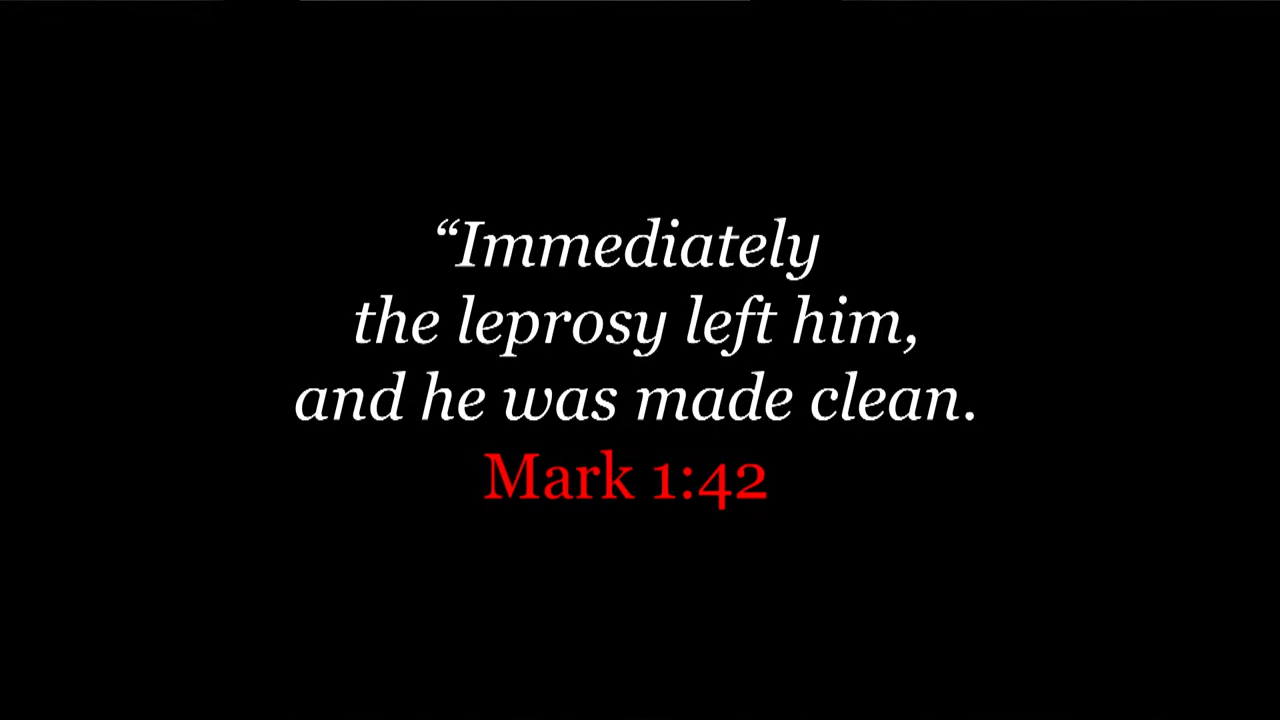 “Immediately
the leprosy left him,
and he was made clean.
Mark 1:42